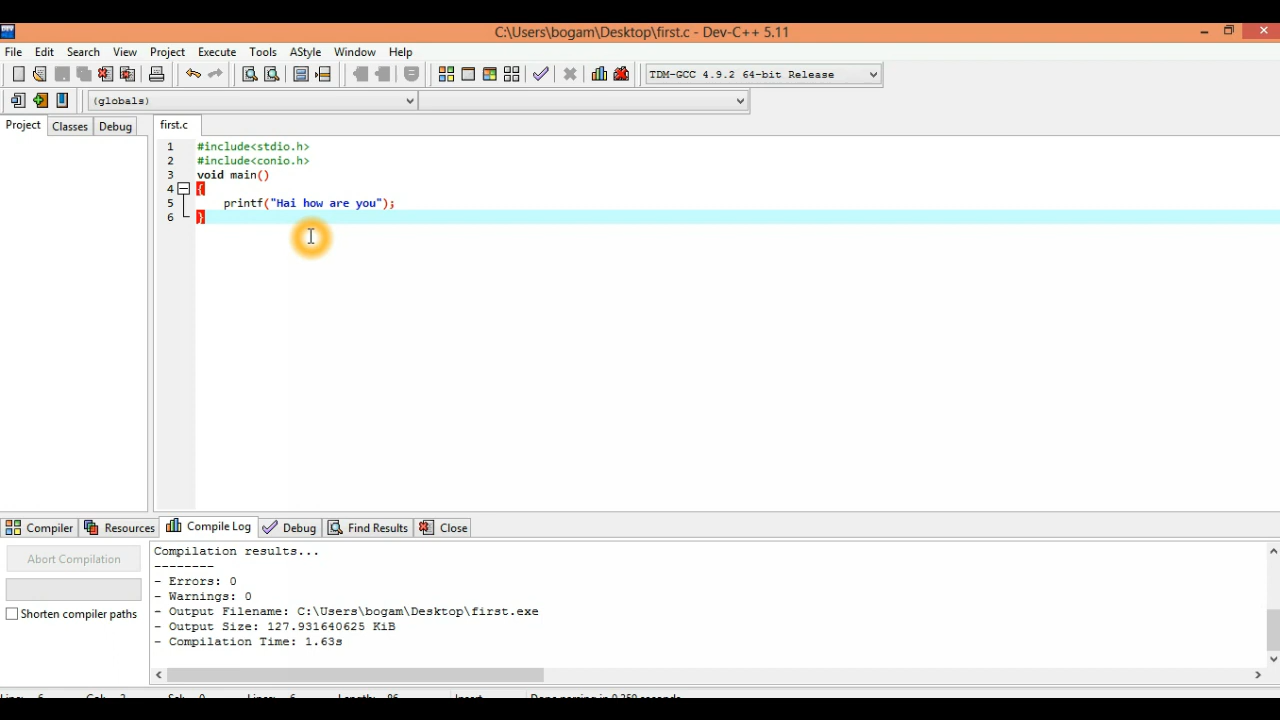 C:\Users\bogam\Desktop\first.c - Dev-C++ 5.11
File Edit Search View Project Execute Tools AStyle Window Help
TDM-GCC 4.9.2 64-bit Release
(globals)
Project Classes Debug first.c
1 #include<stdio.h>
2 #include<conio.h>
3 void main()
4 {
5 printf("Hai how are you");
6 }
Compiler Resources Compile Log Debug Find Results Close
Abort Compilation
Shorten compiler paths
Compilation results...
--------
- Errors: 0
- Warnings: 0
- Output Filename: C:\Users\bogam\Desktop\first.exe
- Output Size: 127.931640625 KiB
- Compilation Time: 1.63s